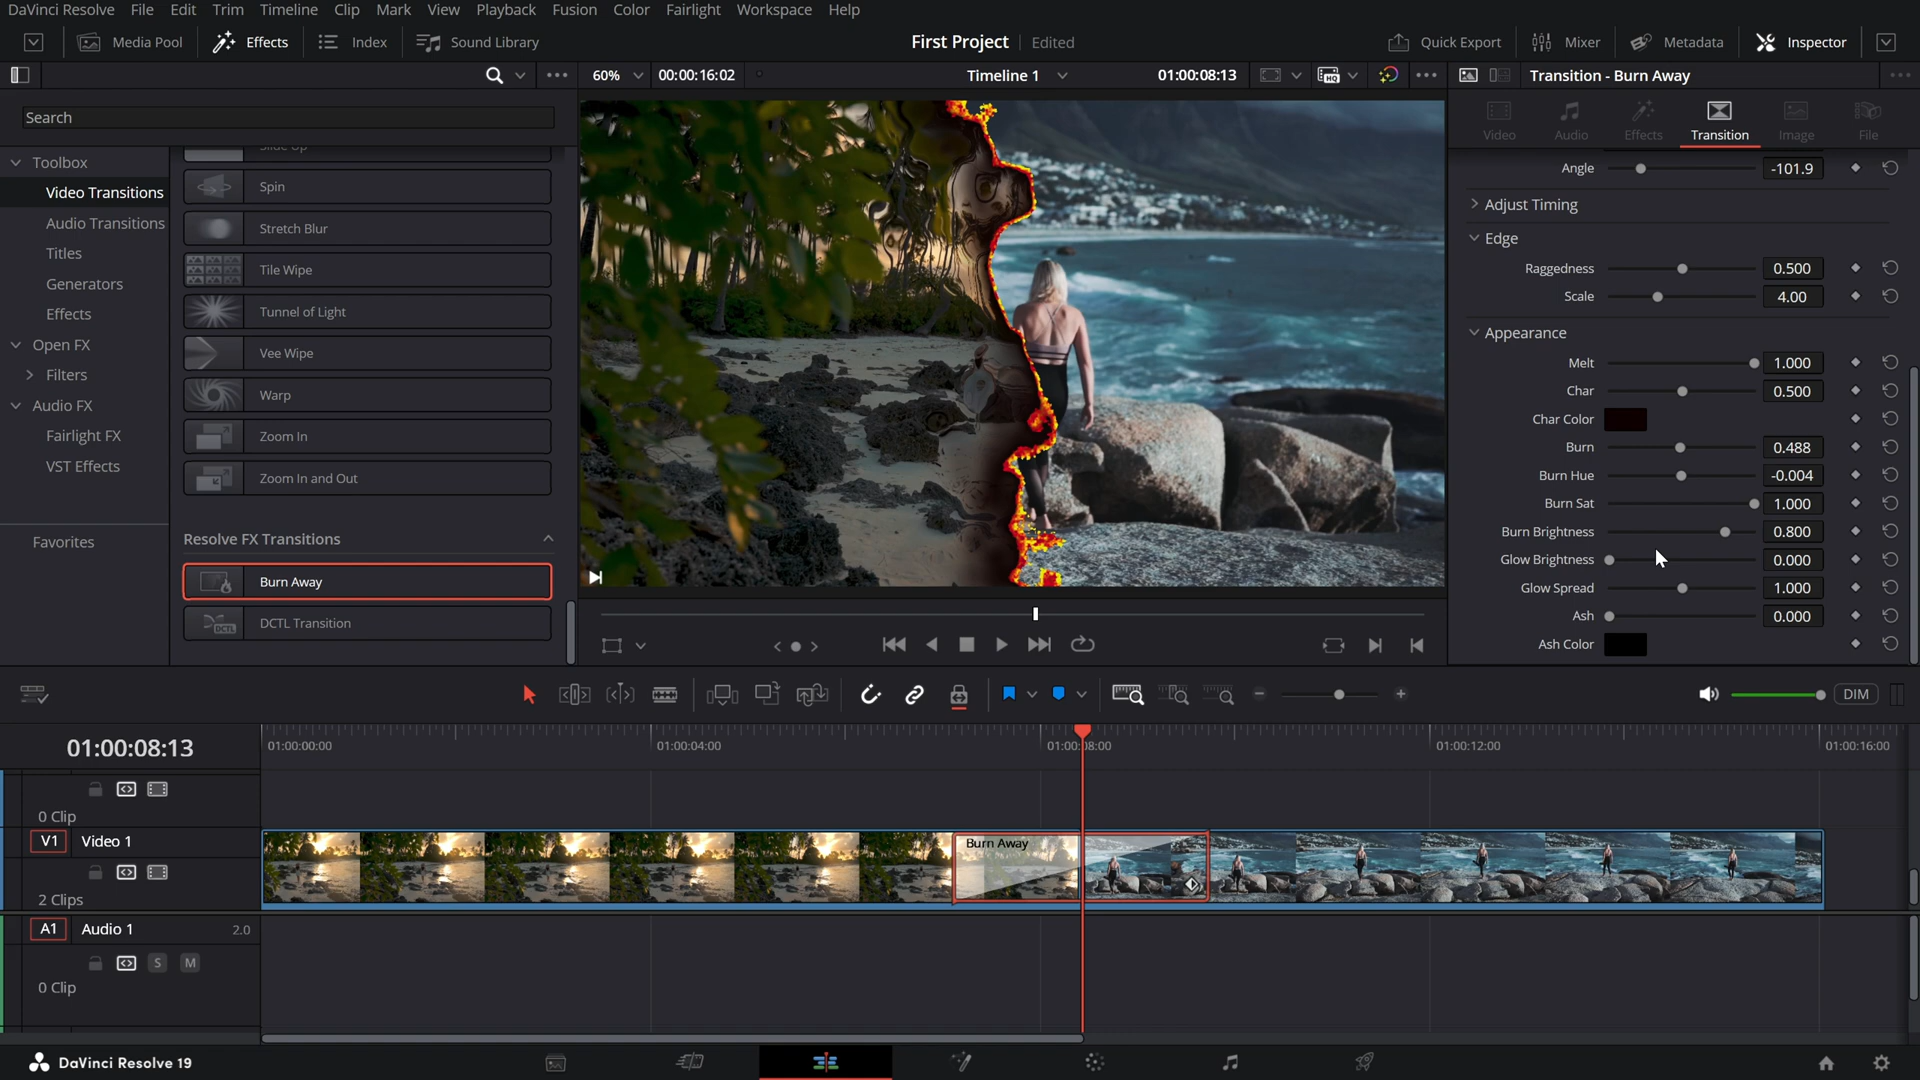 DaVinci Resolve File Edit Trim Timeline Clip Mark View Playback Fusion Color Fairlight Workspace Help
Media Pool Effects Index Sound Library First Project Edited Quick Export Mixer Metadata Inspector
60% 00:00:16:02 Timeline 1 01:00:08:13 HQ Transition - Burn Away
Search
Video Audio Effects Transition Image File
Toolbox
Video Transitions
Audio Transitions
Titles
Generators
Effects
Open FX
Filters
Audio FX
Fairlight FX
VST Effects
Favorites
Slide Up
Spin
Stretch Blur
Tile Wipe
Tunnel of Light
Vee Wipe
Warp
Zoom In
Zoom In and Out
Resolve FX Transitions
Burn Away
DCTL DCTL Transition
Angle -101.9
Adjust Timing
Edge
Raggedness 0.500
Scale 4.00
Appearance
Melt 1.000
Char 0.500
Char Color
Burn 0.488
Burn Hue -0.004
Burn Sat 1.000
Burn Brightness 0.800
Glow Brightness 0.000
Glow Spread 1.000
Ash 0.000
Ash Color
DIM
01:00:08:13 01:00:00:00 01:00:04:00 01:00:08:00 01:00:12:00 01:00:16:00
0 Clip
V1 Video 1
2 Clips
Burn Away
A1 Audio 1 2.0
S M
0 Clip
DaVinci Resolve 19